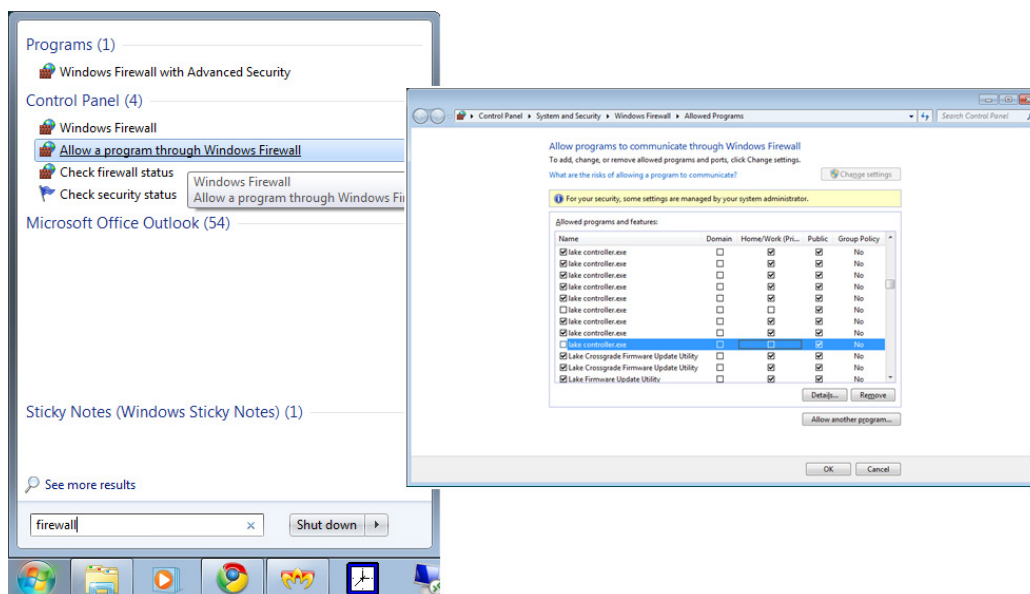 Programs (1)
Windows Firewall with Advanced Security
Control Panel (4)
Windows Firewall
Allow a program through Windows Firewall
Check firewall status
Check security status
Windows Firewall
Allow a program through Windows Fi
Microsoft Office Outlook (54)
Sticky Notes (Windows Sticky Notes) (1)
See more results
firewall
Shut down
Control Panel System and Security Windows Firewall Allowed Programs
Search Control Panel
Allow programs to communicate through Windows Firewall
To add, change, or remove allowed programs and ports, click Change settings.
What are the risks of allowing a program to communicate?
Change settings
For your security, some settings are managed by your system administrator.
Allowed programs and features:
Name Domain Home/Work (Pri... Public Group Policy
lake controller.exe No
lake controller.exe No
lake controller.exe No
lake controller.exe No
lake controller.exe No
lake controller.exe No
lake controller.exe No
lake controller.exe No
lake controller.exe No
Lake Crossgrade Firmware Update Utility No
Lake Crossgrade Firmware Update Utility No
Lake Firmware Update Utility No
Details... Remove
Allow another program...
OK Cancel